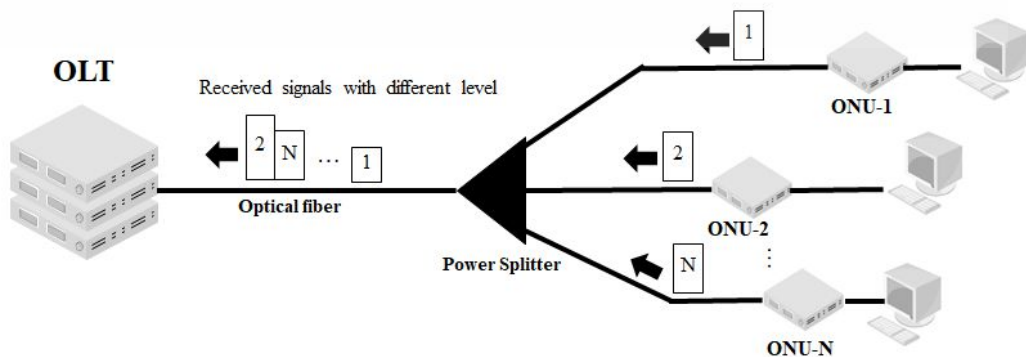 OLT
Received signals with different level
2 N ... 1
Optical fiber
Power Splitter
1
ONU-1
2
ONU-2
⋮
N
ONU-N